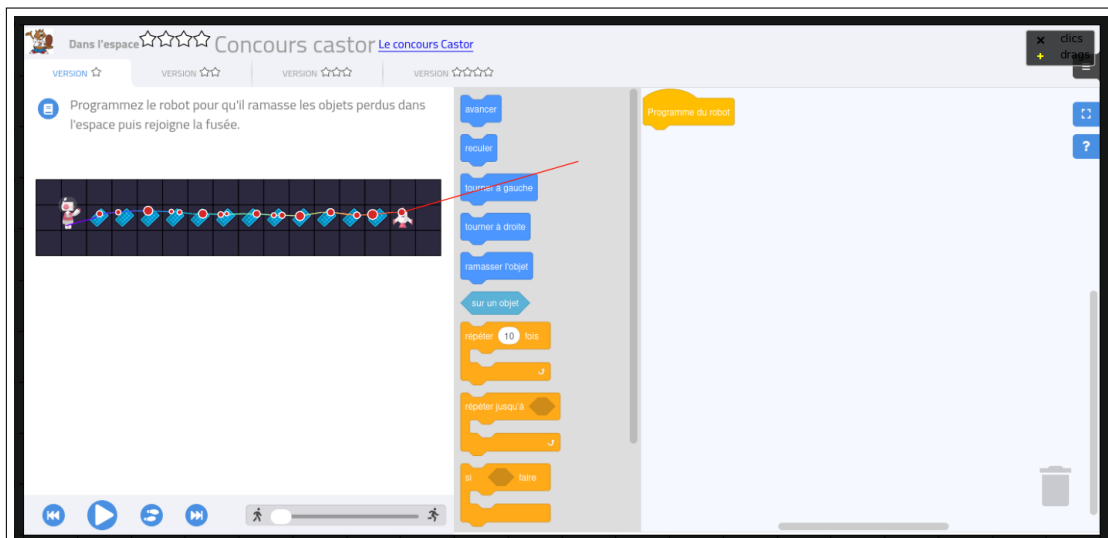 Dans l'espace Concours castor Le concours Castor
clics
drags
VERSION VERSION VERSION VERSION
Programmez le robot pour qu'il ramasse les objets perdus dans
l'espace puis rejoigne la fusée.
avancer
reculer
tourner à gauche
tourner à droite
ramasser l'objet
sur un objet
répéter 10 fois
répéter jusqu'à
si faire
Programme du robot
?